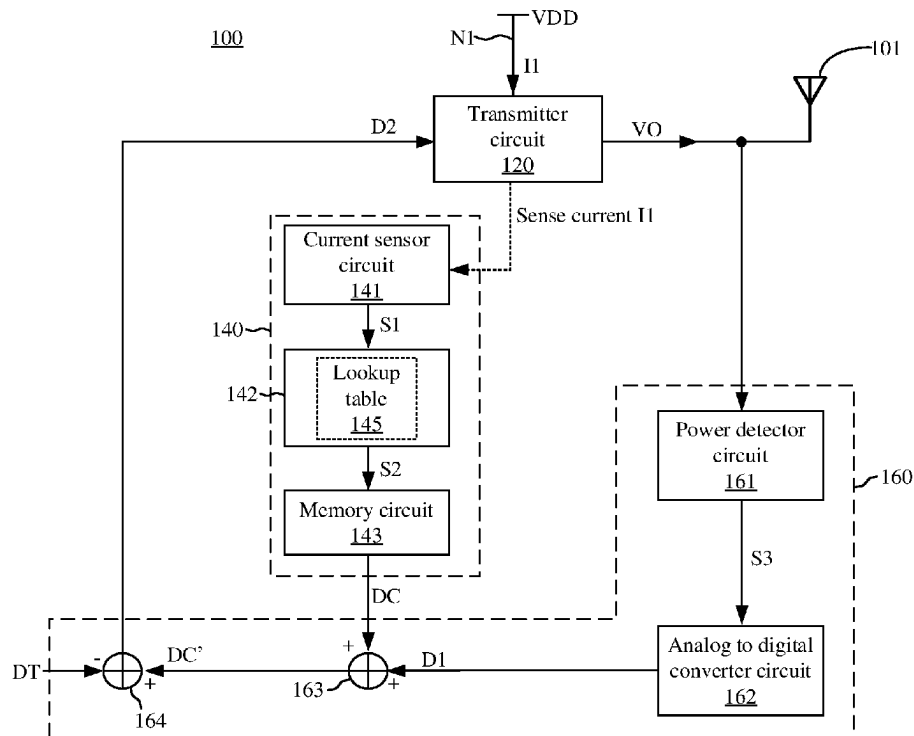 100
VDD
N1
I1
101
Transmitter
circuit
120
D2
VO
Sense current I1
Current sensor
circuit
141
140
S1
142
Lookup
table
145
S2
Memory circuit
143
Power detector
circuit
161
160
S3
DC
Analog to digital
converter circuit
162
DT
-
+
DC’
+
+
D1
164
163